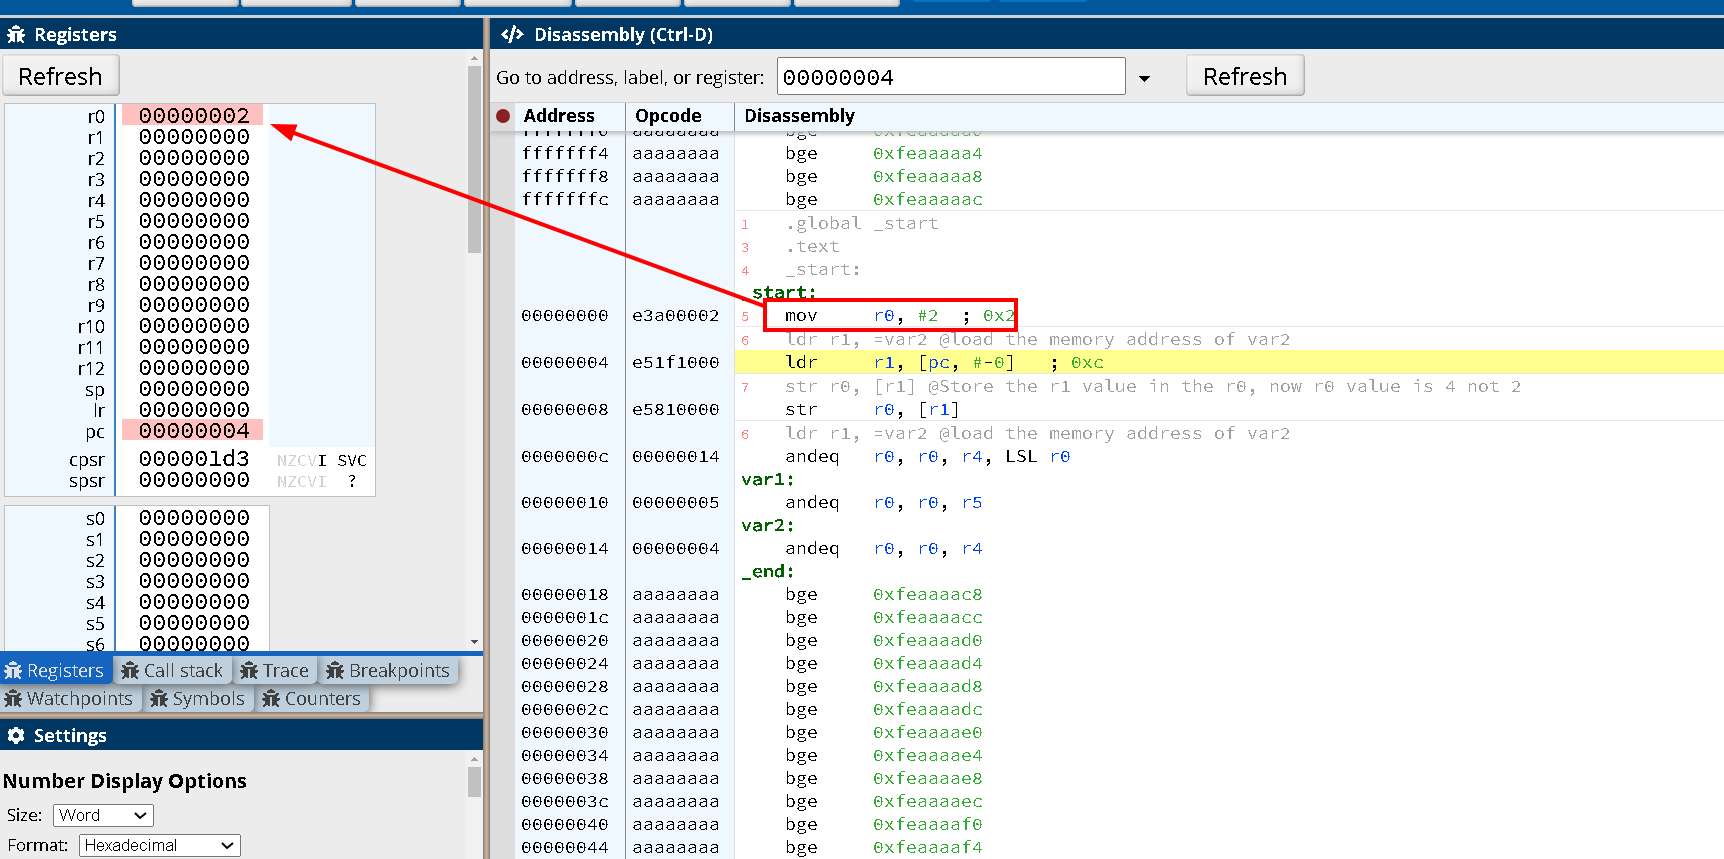 Registers
Refresh
r0 00000002
r1 00000000
r2 00000000
r3 00000000
r4 00000000
r5 00000000
r6 00000000
r7 00000000
r8 00000000
r9 00000000
r10 00000000
r11 00000000
r12 00000000
sp 00000000
lr 00000000
pc 00000004
cpsr 000001d3 NZCVI SVC
spsr 00000000 NZCVI ?
s0 00000000
s1 00000000
s2 00000000
s3 00000000
s4 00000000
s5 00000000
s6 00000000
Registers Call stack Trace Breakpoints
Watchpoints Symbols Counters
Settings
Number Display Options
Size: Word
Format: Hexadecimal
Disassembly (Ctrl-D)
Go to address, label, or register: 00000004 Refresh
Address Opcode Disassembly
fffffff4 aaaaaaaa bge 0xfeaaaaa4
fffffff8 aaaaaaaa bge 0xfeaaaaa8
fffffffc aaaaaaaa bge 0xfeaaaaac
1 .global _start
3 .text
4 _start:
_start:
00000000 e3a00002 5 mov r0, #2 ; 0x2
6 ldr r1, =var2 @load the memory address of var2
00000004 e51f1000 ldr r1, [pc, #-0] ; 0xc
7 str r0, [r1] @Store the r1 value in the r0, now r0 value is 4 not 2
00000008 e5810000 str r0, [r1]
6 ldr r1, =var2 @load the memory address of var2
0000000c 00000014 andeq r0, r0, r4, LSL r0
var1:
00000010 00000005 andeq r0, r0, r5
var2:
00000014 00000004 andeq r0, r0, r4
_end:
00000018 aaaaaaaa bge 0xfeaaaac8
0000001c aaaaaaaa bge 0xfeaaaacc
00000020 aaaaaaaa bge 0xfeaaaad0
00000024 aaaaaaaa bge 0xfeaaaad4
00000028 aaaaaaaa bge 0xfeaaaad8
0000002c aaaaaaaa bge 0xfeaaaadc
00000030 aaaaaaaa bge 0xfeaaaae0
00000034 aaaaaaaa bge 0xfeaaaae4
00000038 aaaaaaaa bge 0xfeaaaae8
0000003c aaaaaaaa bge 0xfeaaaaec
00000040 aaaaaaaa bge 0xfeaaaaf0
00000044 aaaaaaaa bge 0xfeaaaaf4